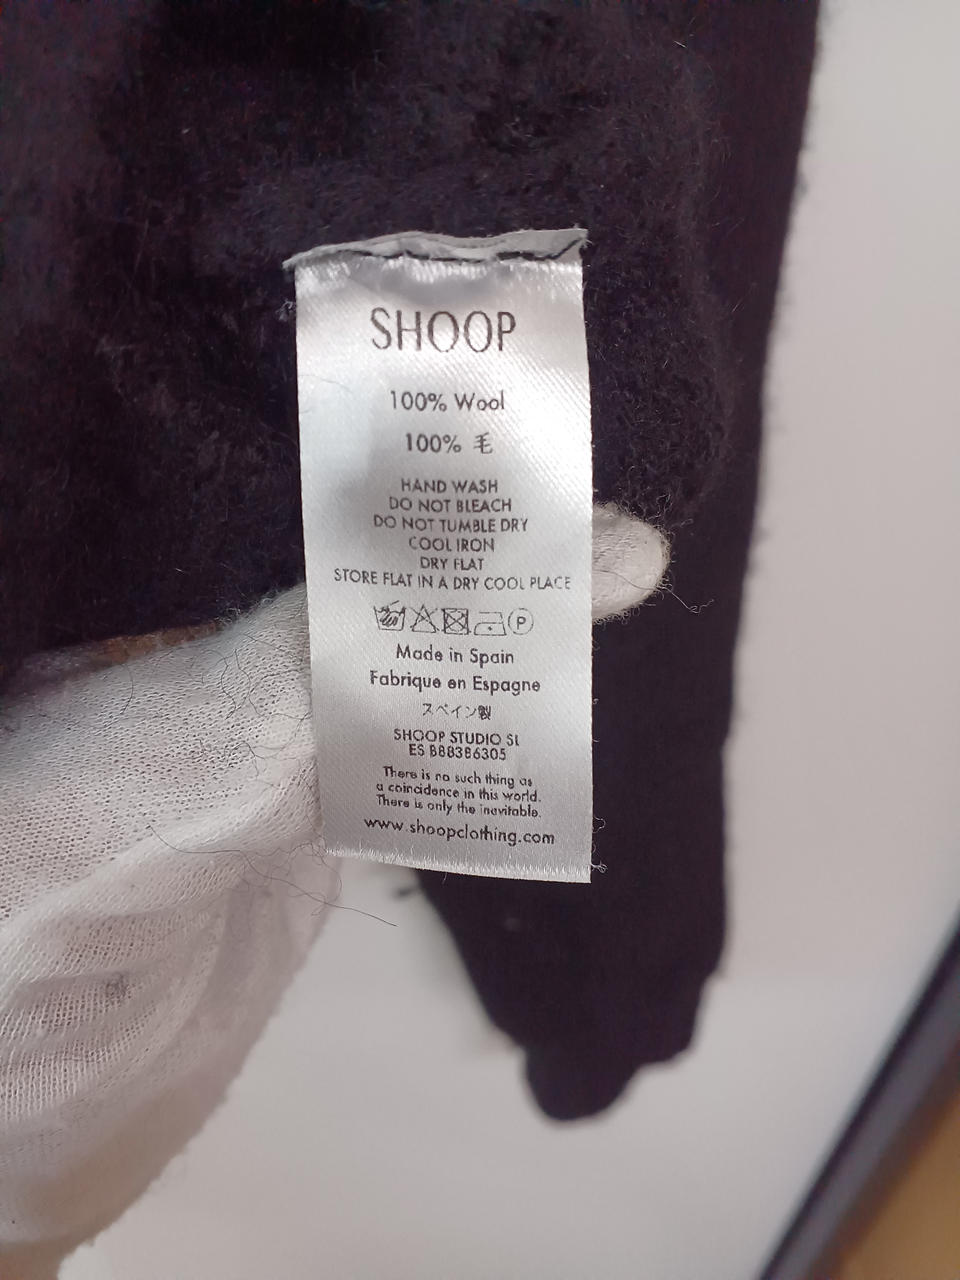 SHOOP
100% Wool
100% 毛
HAND WASH
DO NOT BLEACH
DO NOT TUMBLE DRY
COOL IRON
DRY FLAT
STORE FLAT IN A DRY COOL PLACE
P
Made in Spain
Fabrique en Espagne
スペイン製
SHOOP STUDIO SL
ES B88386305
There is no such thing as
a coincidence in this world.
There is only the inevitable.
www.shoopclothing.com